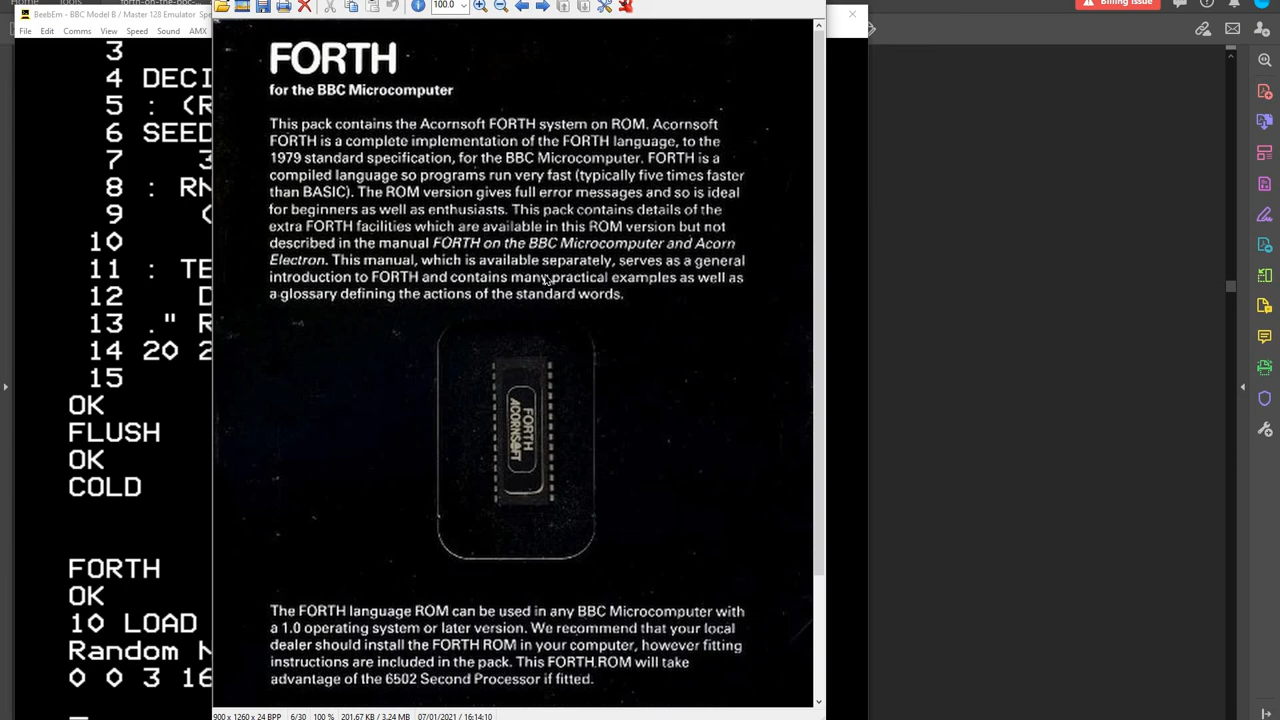 Home
Tools
forth-on-the-bbc-...
Billing Issue
BeebEm - BBC Model B / Master 128 Emulator
File Edit Comms View Speed Sound AMX
100.0
3
4 DECI
5 : (R
6 SEED
7 3
8 : RN
9 (
10
11 : TE
12 D
13 ." R
14 20 2
15
OK
FLUSH
OK
COLD
FORTH
OK
10 LOAD
Random N
0 0 3 16
FORTH
for the BBC Microcomputer
This pack contains the Acornsoft FORTH system on ROM. Acornsoft
FORTH is a complete implementation of the FORTH language, to the
1979 standard specification, for the BBC Microcomputer. FORTH is a
compiled language so programs run very fast (typically five times faster
than BASIC). The ROM version gives full error messages and so is ideal
for beginners as well as enthusiasts. This pack contains details of the
extra FORTH facilities which are available in this ROM version but not
described in the manual FORTH on the BBC Microcomputer and Acorn
Electron. This manual, which is available separately, serves as a general
introduction to FORTH and contains many practical examples as well as
a glossary defining the actions of the standard words.
FORTH
ACORNSOFT
The FORTH language ROM can be used in any BBC Microcomputer with
a 1.0 operating system or later version. We recommend that your local
dealer should install the FORTH ROM in your computer, however fitting
instructions are included in the pack. This FORTH ROM will take
advantage of the 6502 Second Processor if fitted.
900 x 1260 x 24 BPP 6/30 100 % 201.67 KB / 3.24 MB 07/01/2021 / 16:14:10